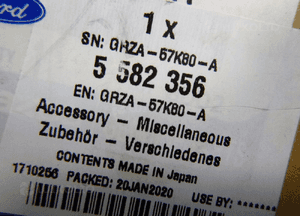 Ford
1 x
SN: GRZA-57K80-A
5 582 356
EN: GRZA-57K80-A
Accessory - Miscellaneous
Zubehör - Verschiedenes
CONTENTS MADE IN Japan
1710256 PACKED: 20JAN2020 USE BY: *******